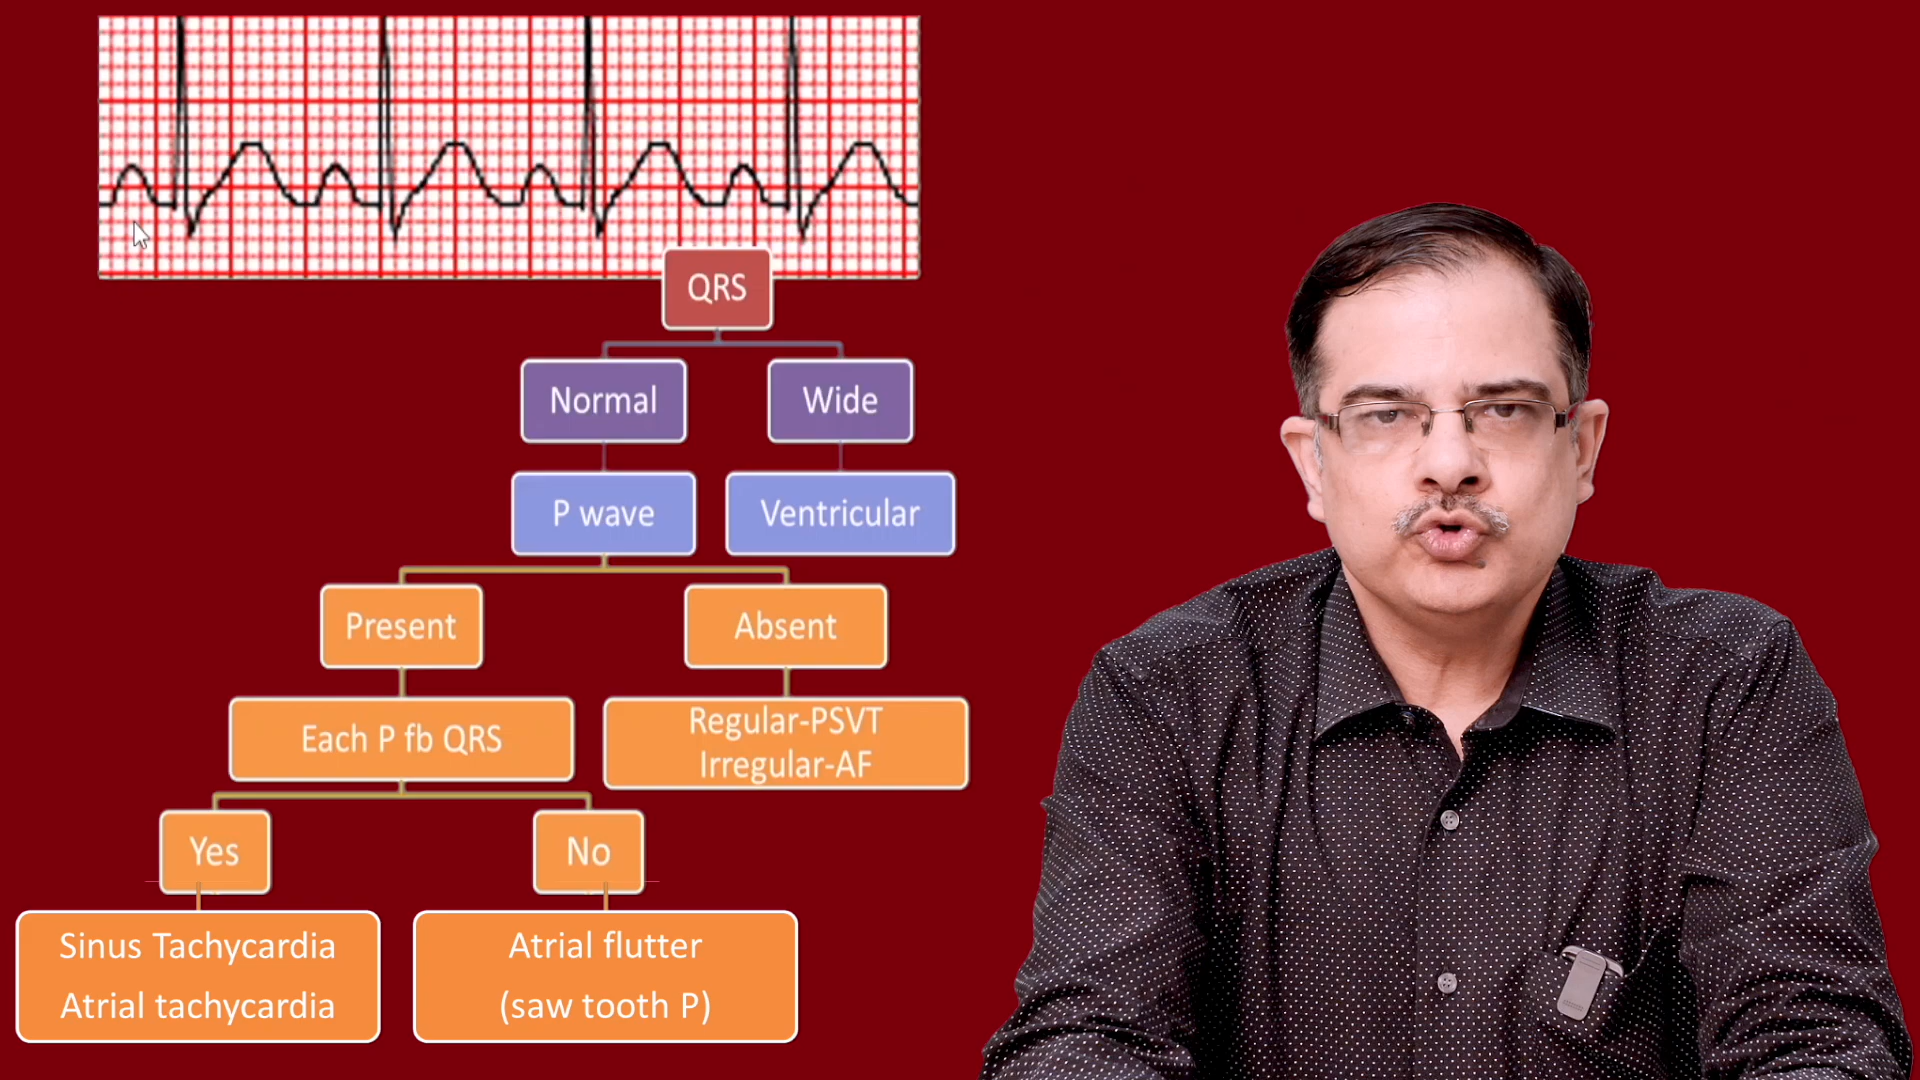 QRS
Normal
Wide
P wave
Ventricular
Present
Absent
Each P fb QRS
Regular-PSVT
Irregular-AF
Yes
No
Sinus Tachycardia
Atrial tachycardia
Atrial flutter
(saw tooth P)